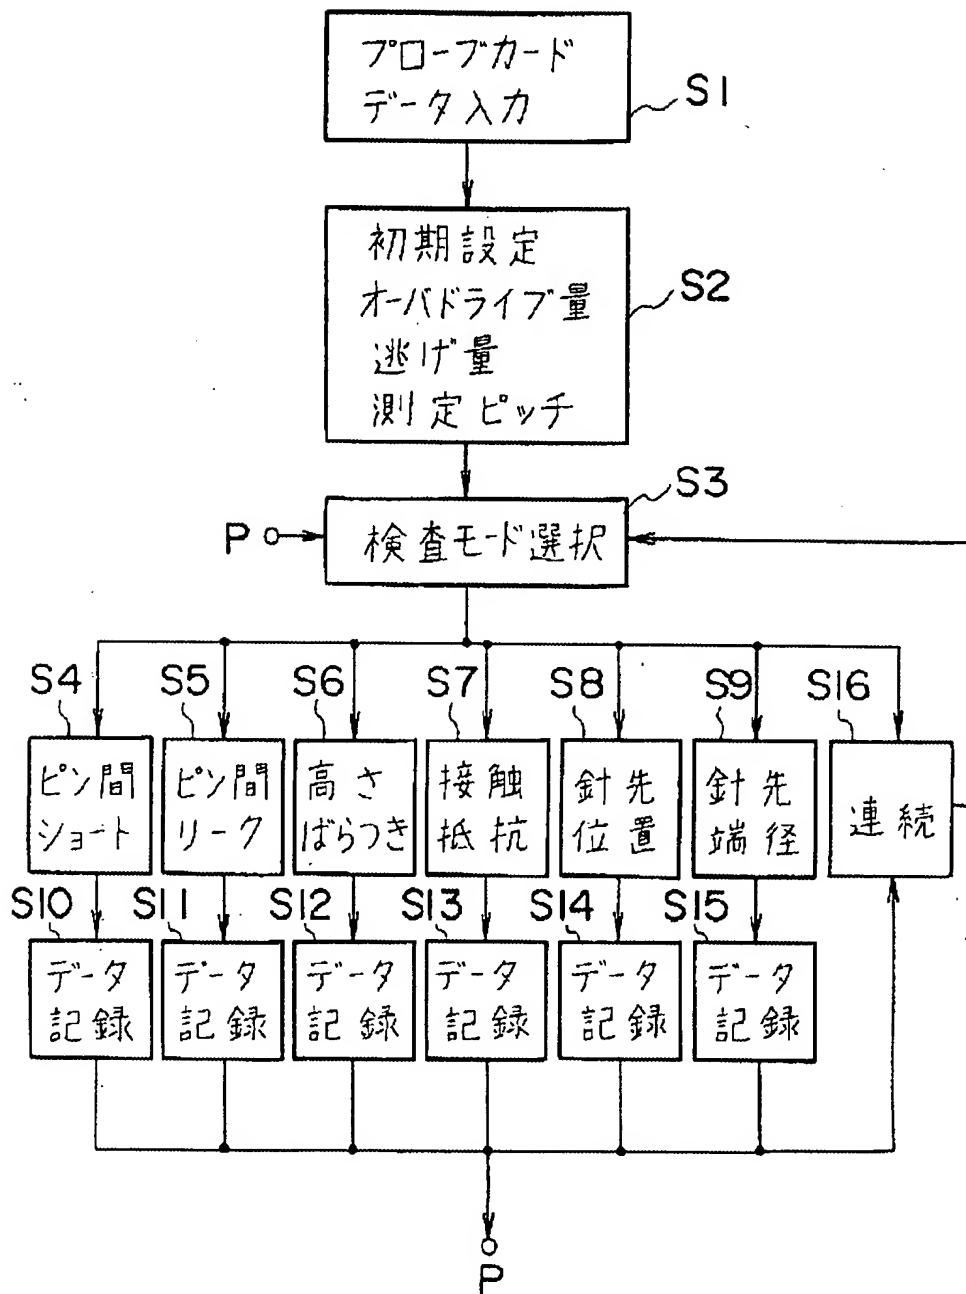 プローブカード
データ入力
S1
初期設定
オーバドライブ量
逃げ量
測定ピッチ
S2
S3
P
検査モード選択
S4
S5
S6
S7
S8
S9
S16
ピン間
ショート
ピン間
リーク
高さ
ばらつき
接触
抵抗
針先
位置
針先
端径
連続
S10
S11
S12
S13
S14
S15
データ
記録
データ
記録
データ
記録
データ
記録
データ
記録
データ
記録
P